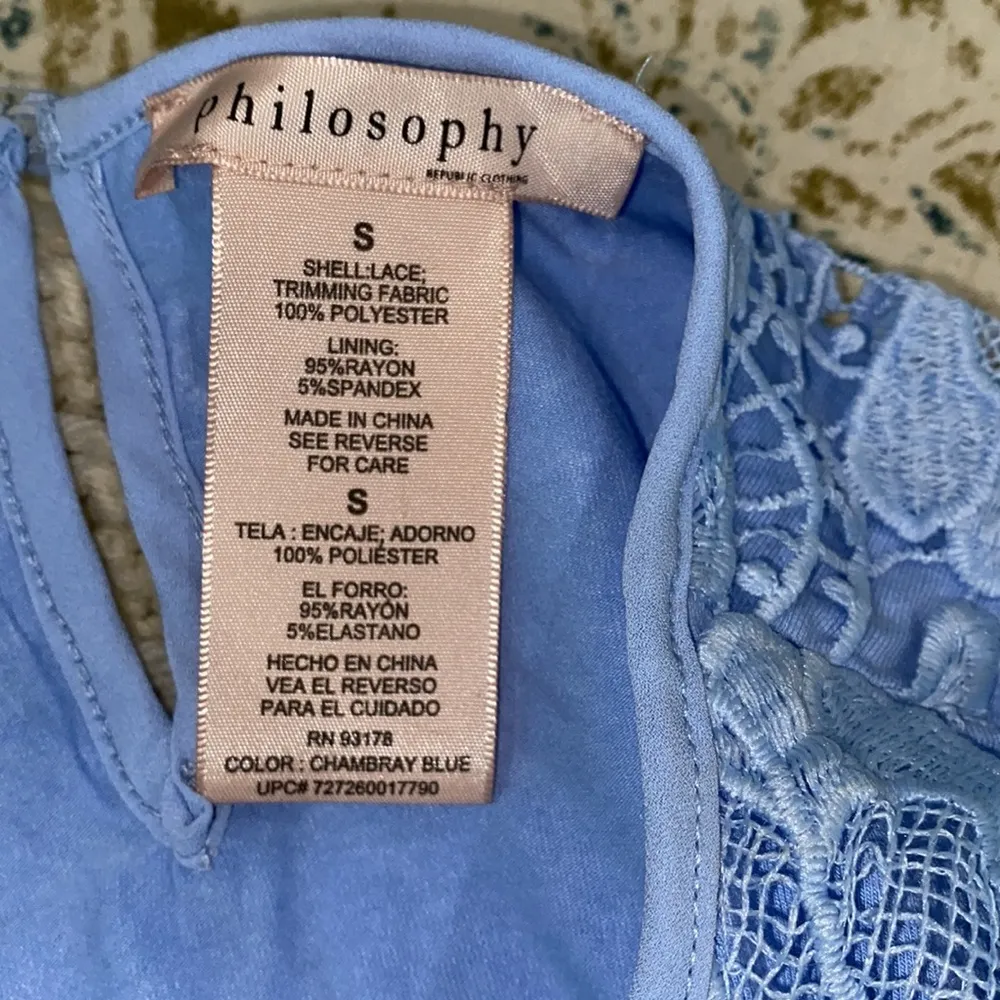 philosophy
REPUBLIC CLOTHING
S
SHELL:LACE;
TRIMMING FABRIC
100% POLYESTER
LINING:
95%RAYON
5%SPANDEX
MADE IN CHINA
SEE REVERSE
FOR CARE
S
TELA : ENCAJE; ADORNO
100% POLIÉSTER
EL FORRO:
95%RAYÓN
5%ELASTANO
HECHO EN CHINA
VEA EL REVERSO
PARA EL CUIDADO
RN 93178
COLOR : CHAMBRAY BLUE
UPC# 727260017790